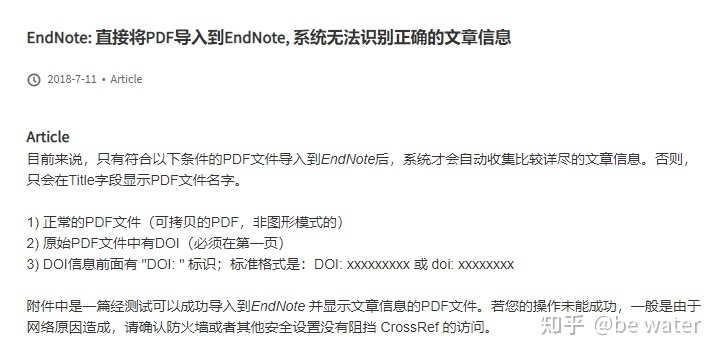 EndNote: 直接将PDF导入到EndNote, 系统无法识别正确的文章信息
2018-7-11 • Article
Article
目前来说，只有符合以下条件的PDF文件导入到EndNote后，系统才会自动收集比较详尽的文章信息。否则，
只会在Title字段显示PDF文件名字。
1) 正常的PDF文件（可拷贝的PDF，非图形模式的）
2) 原始PDF文件中有DOI（必须在第一页）
3) DOI信息前面有 "DOI: " 标识；标准格式是：DOI: xxxxxxxxx 或 doi: xxxxxxxx
附件中是一篇经测试可以成功导入到EndNote 并显示文章信息的PDF文件。若您的操作未能成功，一般是由于
网络原因造成，请确认防火墙或者其他安全设置没有阻挡 CrossRef 的访问。
知乎 @be water